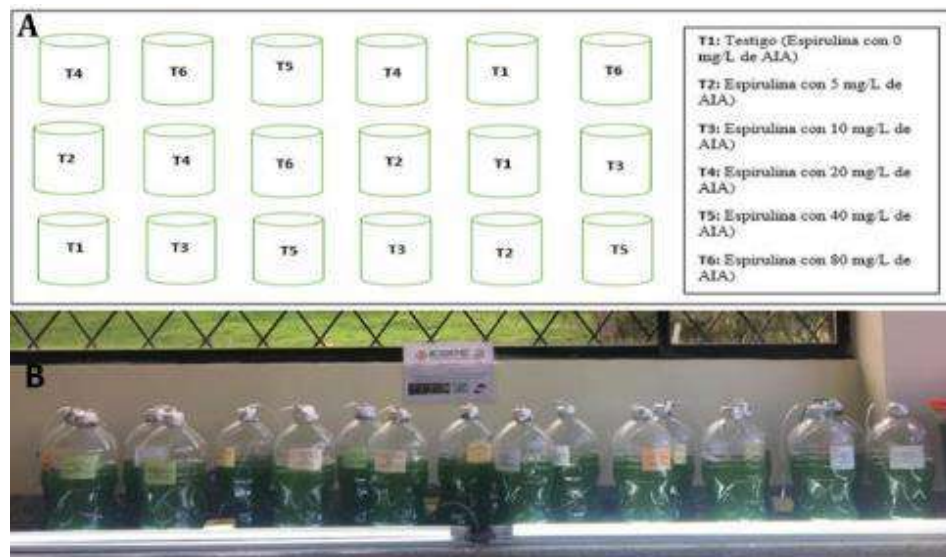 A
T4 T6 T5 T4 T1 T6
T2 T4 T6 T2 T1 T3
T1 T3 T5 T3 T2 T5
T1: Testigo (Espirulina con 0
mg/L de AIA)
T2: Espirulina con 5 mg/L de
AIA)
T3: Espirulina con 10 mg/L de
AIA)
T4: Espirulina con 20 mg/L de
AIA)
T5: Espirulina con 40 mg/L de
AIA)
T6: Espirulina con 80 mg/L de
AIA)
B